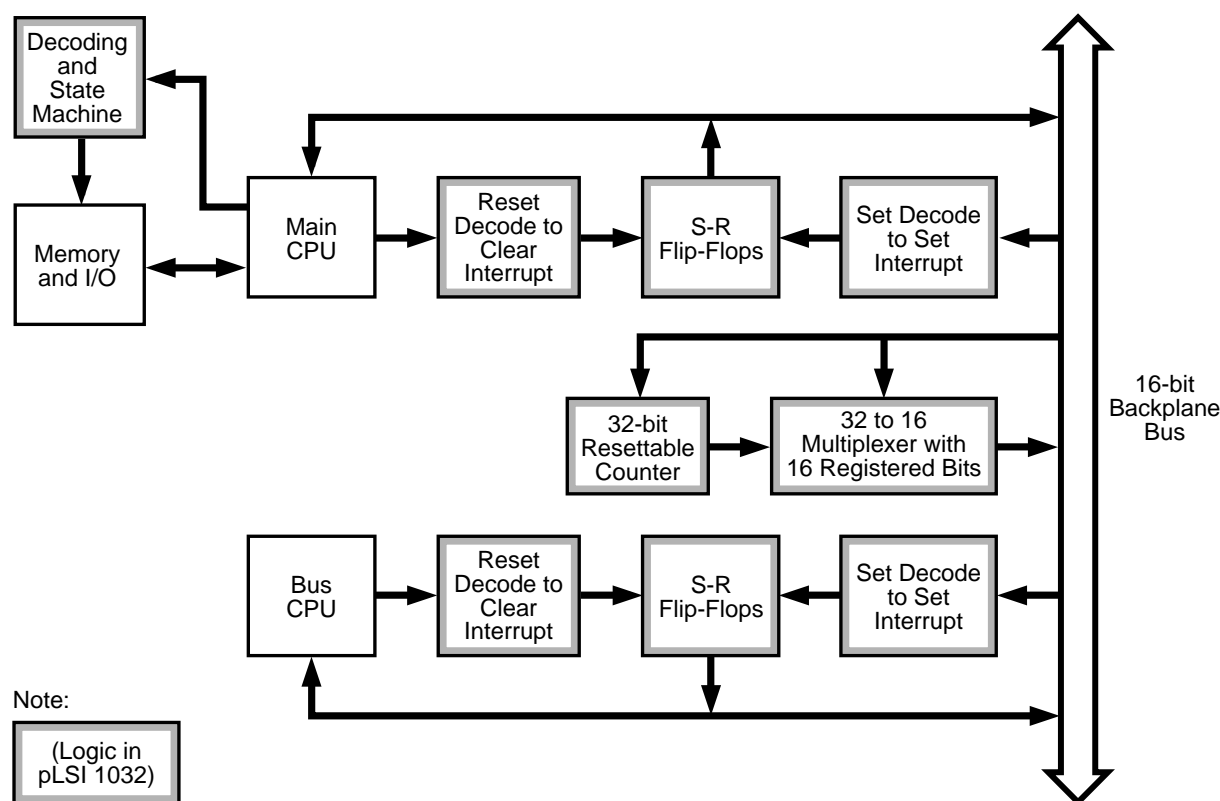 Decoding
and
State
Machine
Memory
and I/O
Main
CPU
Reset
Decode to
Clear
Interrupt
S-R
Flip-Flops
Set Decode
to Set
Interrupt
32-bit
Resettable
Counter
32 to 16
Multiplexer with
16 Registered Bits
16-bit
Backplane
Bus
Bus
CPU
Reset
Decode to
Clear
Interrupt
S-R
Flip-Flops
Set Decode
to Set
Interrupt
Note:
(Logic in
pLSI 1032)